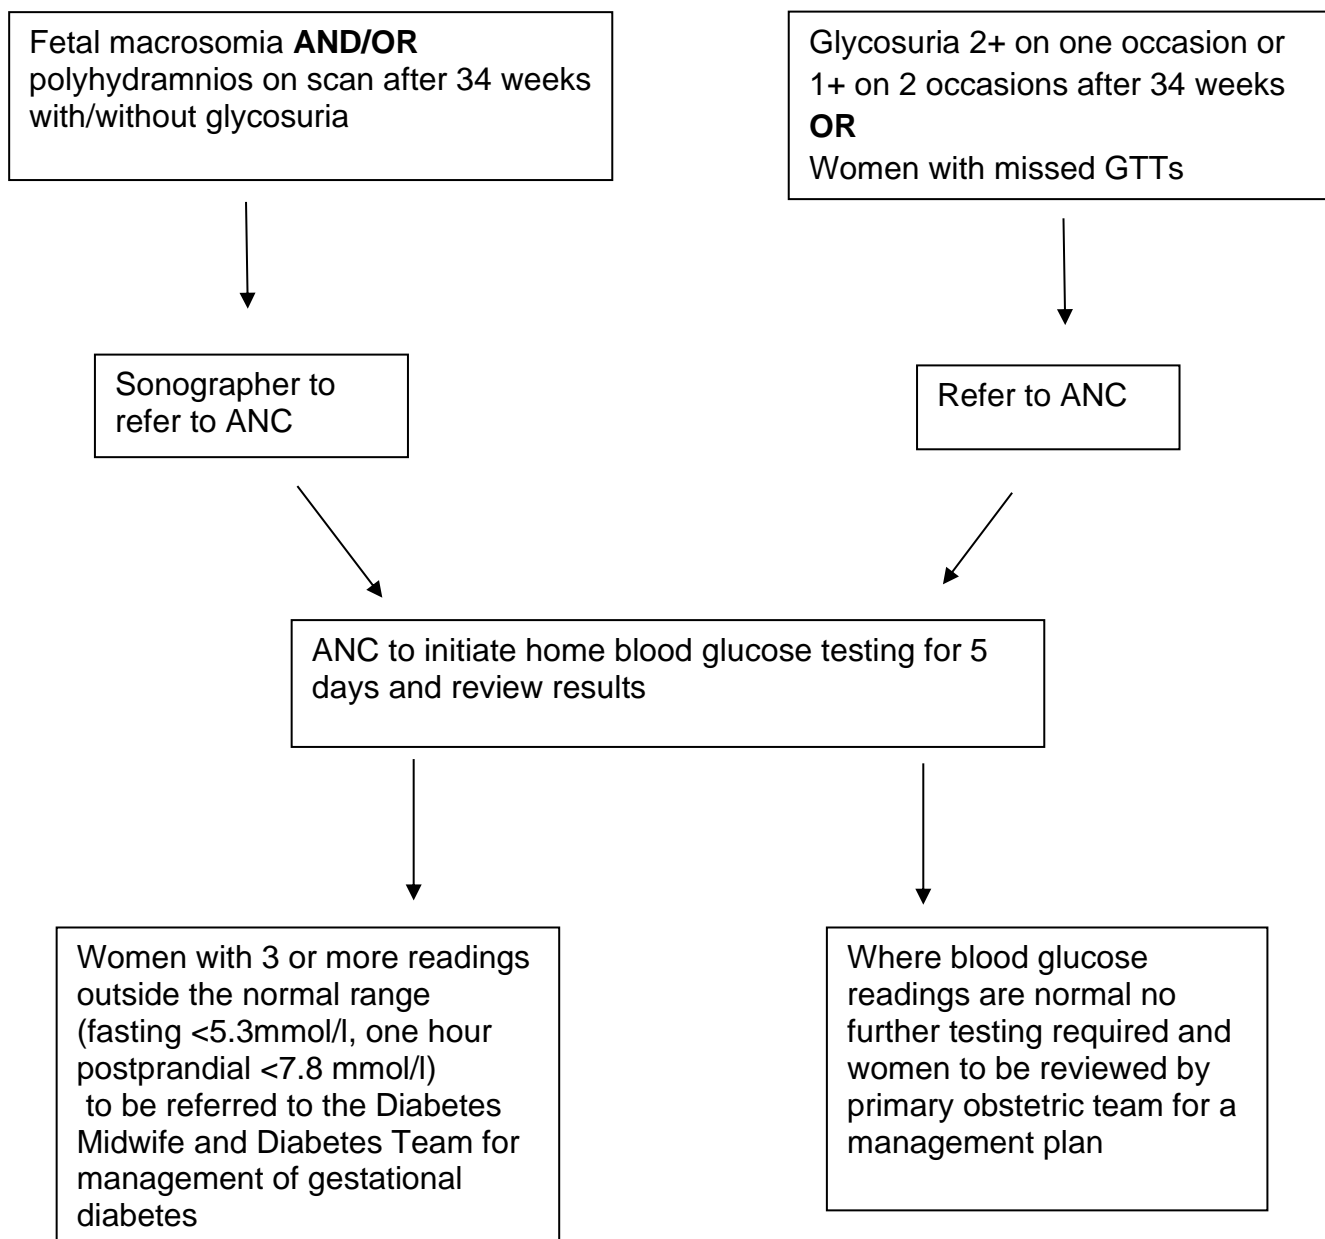 Fetal macrosomia AND/OR
polyhydramnios on scan after 34 weeks
with/without glycosuria
Glycosuria 2+ on one occasion or
1+ on 2 occasions after 34 weeks
OR
Women with missed GTTs
Sonographer to
refer to ANC
Refer to ANC
ANC to initiate home blood glucose testing for 5
days and review results
Women with 3 or more readings
outside the normal range
(fasting <5.3mmol/l, one hour
postprandial <7.8 mmol/l)
to be referred to the Diabetes
Midwife and Diabetes Team for
management of gestational
diabetes
Where blood glucose
readings are normal no
further testing required and
women to be reviewed by
primary obstetric team for a
management plan